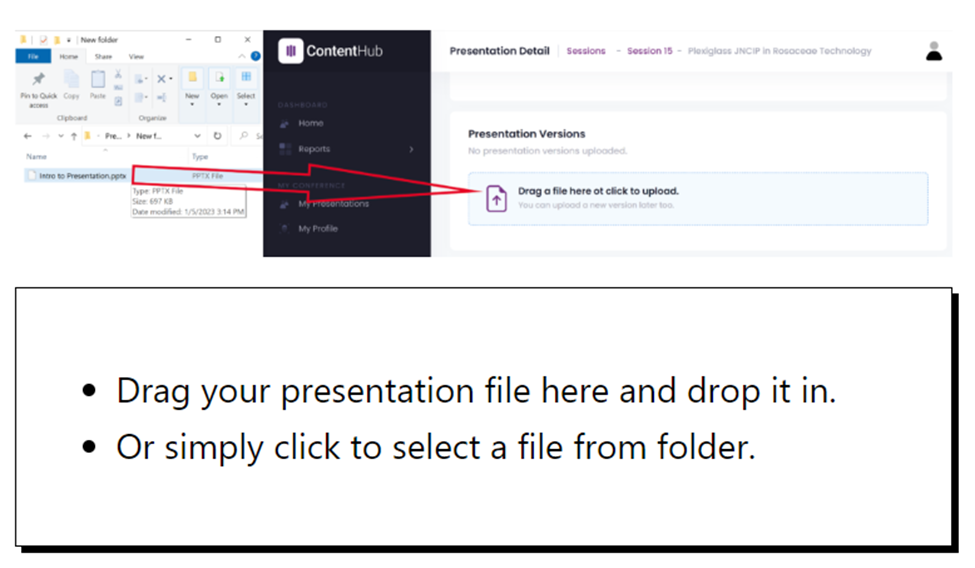 New folder
File Home Share View
Pin to Quick access
Copy
Paste
New
Open
Select
Clipboard
Organize
Pre... New f...
Name
Type
Intro to Presentation.pptx
PPTX File
Type: PPTX File
Size: 697 KB
Date modified: 1/5/2023 3:14 PM
ContentHub
DASHBOARD
Home
Reports
MY CONFERENCE
My Presentations
My Profile
Presentation Detail Sessions - Session 15 - Plexiglass JNCIP in Rosaceae Technology
Presentation Versions
No presentation versions uploaded.
Drag a file here ot click to upload.
You can upload a new version later too.
• Drag your presentation file here and drop it in.
• Or simply click to select a file from folder.